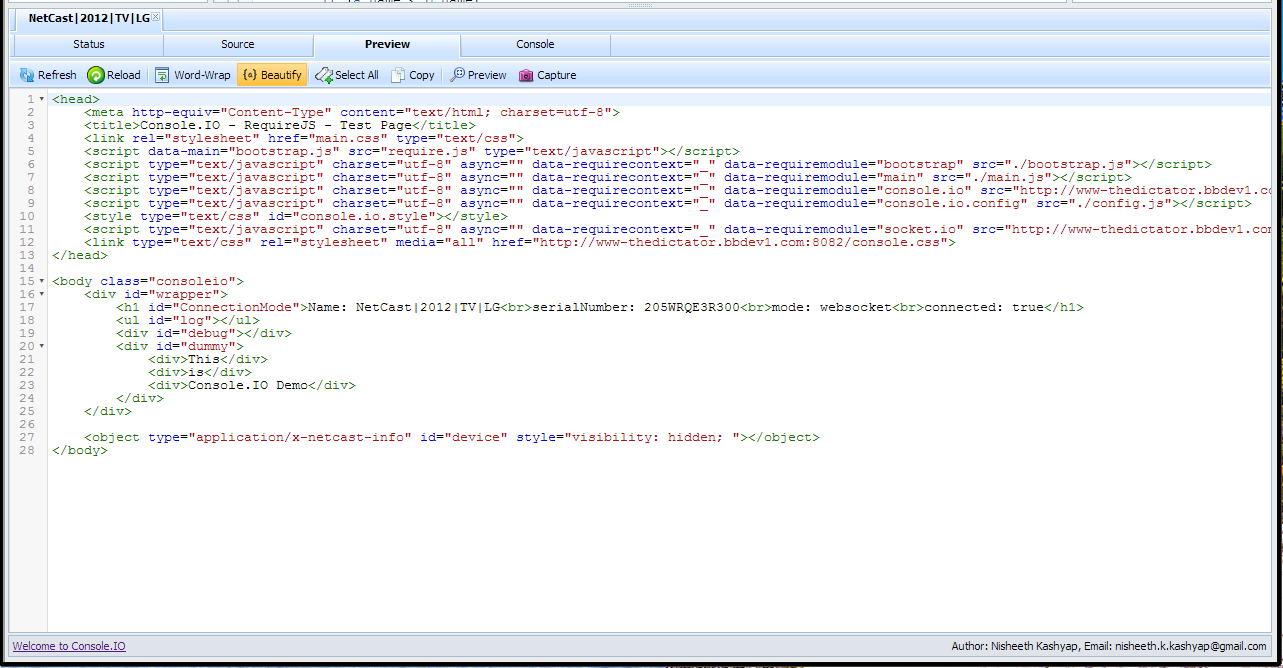 NetCast|2012|TV|LG
Status Source Preview Console
Refresh Reload Word-Wrap {a} Beautify Select All Copy Preview Capture
1 <head>
2 <meta http-equiv="Content-Type" content="text/html; charset=utf-8">
3 <title>Console.IO - RequireJS - Test Page</title>
4 <link rel="stylesheet" href="main.css" type="text/css">
5 <script data-main="bootstrap.js" src="require.js" type="text/javascript"></script>
6 <script type="text/javascript" charset="utf-8" async="" data-requirecontext="_" data-requiremodule="bootstrap" src="./bootstrap.js"></script>
7 <script type="text/javascript" charset="utf-8" async="" data-requirecontext="_" data-requiremodule="main" src="./main.js"></script>
8 <script type="text/javascript" charset="utf-8" async="" data-requirecontext="_" data-requiremodule="console.io" src="http://www-thedictator.bbdev1.co
9 <script type="text/javascript" charset="utf-8" async="" data-requirecontext="_" data-requiremodule="console.io.config" src="./config.js"></script>
10 <style type="text/css" id="console.io.style"></style>
11 <script type="text/javascript" charset="utf-8" async="" data-requirecontext="_" data-requiremodule="socket.io" src="http://www-thedictator.bbdev1.com
12 <link type="text/css" rel="stylesheet" media="all" href="http://www-thedictator.bbdev1.com:8082/console.css">
13 </head>
14
15 <body class="consoleio">
16 <div id="wrapper">
17 <h1 id="ConnectionMode">Name: NetCast|2012|TV|LG<br>serialNumber: 205WRQE3R300<br>mode: websocket<br>connected: true</h1>
18 <ul id="log"></ul>
19 <div id="debug"></div>
20 <div id="dummy">
21 <div>This</div>
22 <div>is</div>
23 <div>Console.IO Demo</div>
24 </div>
25 </div>
26
27 <object type="application/x-netcast-info" id="device" style="visibility: hidden; "></object>
28 </body>
Welcome to Console.IO Author: Nisheeth Kashyap, Email: nisheeth.k.kashyap@gmail.com